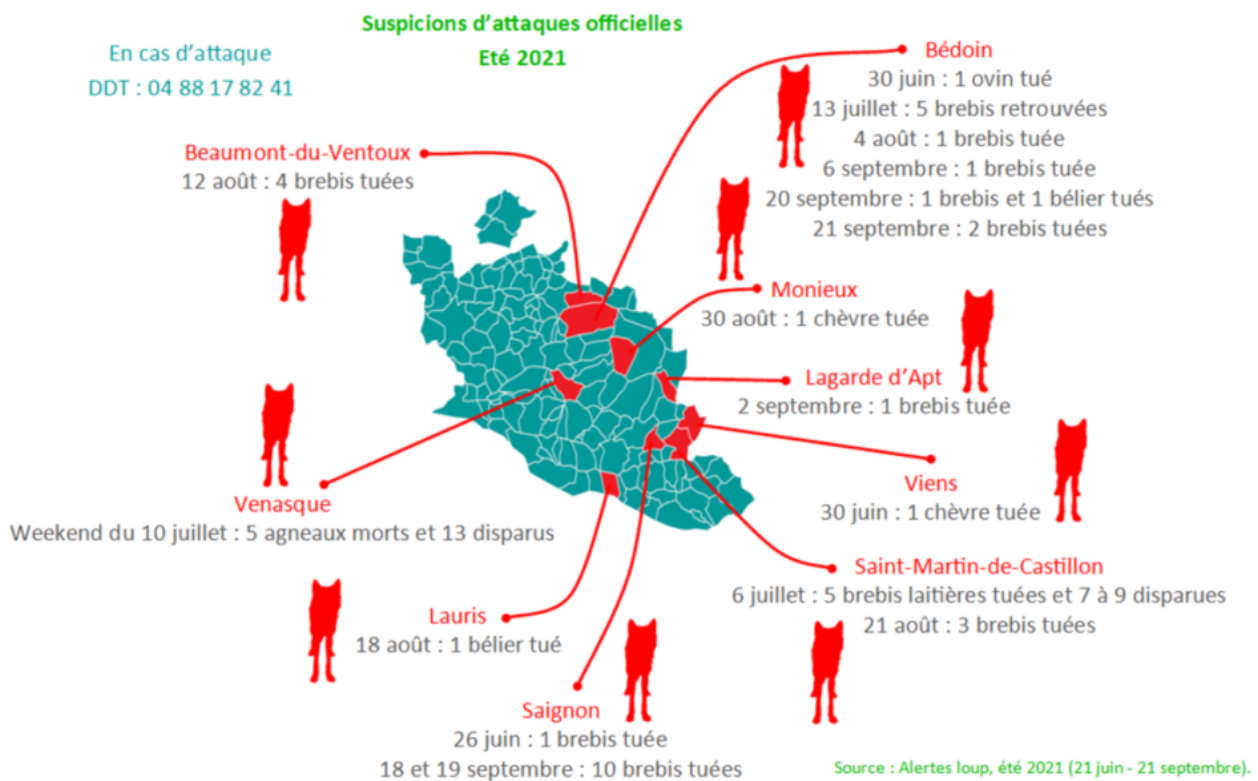 Suspicions d'attaques officielles
Eté 2021
En cas d'attaque
DDT : 04 88 17 82 41
Bédoin
30 juin : 1 ovin tué
13 juillet : 5 brebis retrouvées
4 août : 1 brebis tuée
6 septembre : 1 brebis tuée
20 septembre : 1 brebis et 1 bélier tués
21 septembre : 2 brebis tuées
Beaumont-du-Ventoux
12 août : 4 brebis tuées
Monieux
30 août : 1 chèvre tuée
Lagarde d'Apt
2 septembre : 1 brebis tuée
Viens
30 juin : 1 chèvre tuée
Venasque
Weekend du 10 juillet : 5 agneaux morts et 13 disparus
Saint-Martin-de-Castillon
6 juillet : 5 brebis laitières tuées et 7 à 9 disparues
21 août : 3 brebis tuées
Lauris
18 août : 1 bélier tué
Saignon
26 juin : 1 brebis tuée
18 et 19 septembre : 10 brebis tuées
Source : Alertes loup, été 2021 (21 juin - 21 septembre).